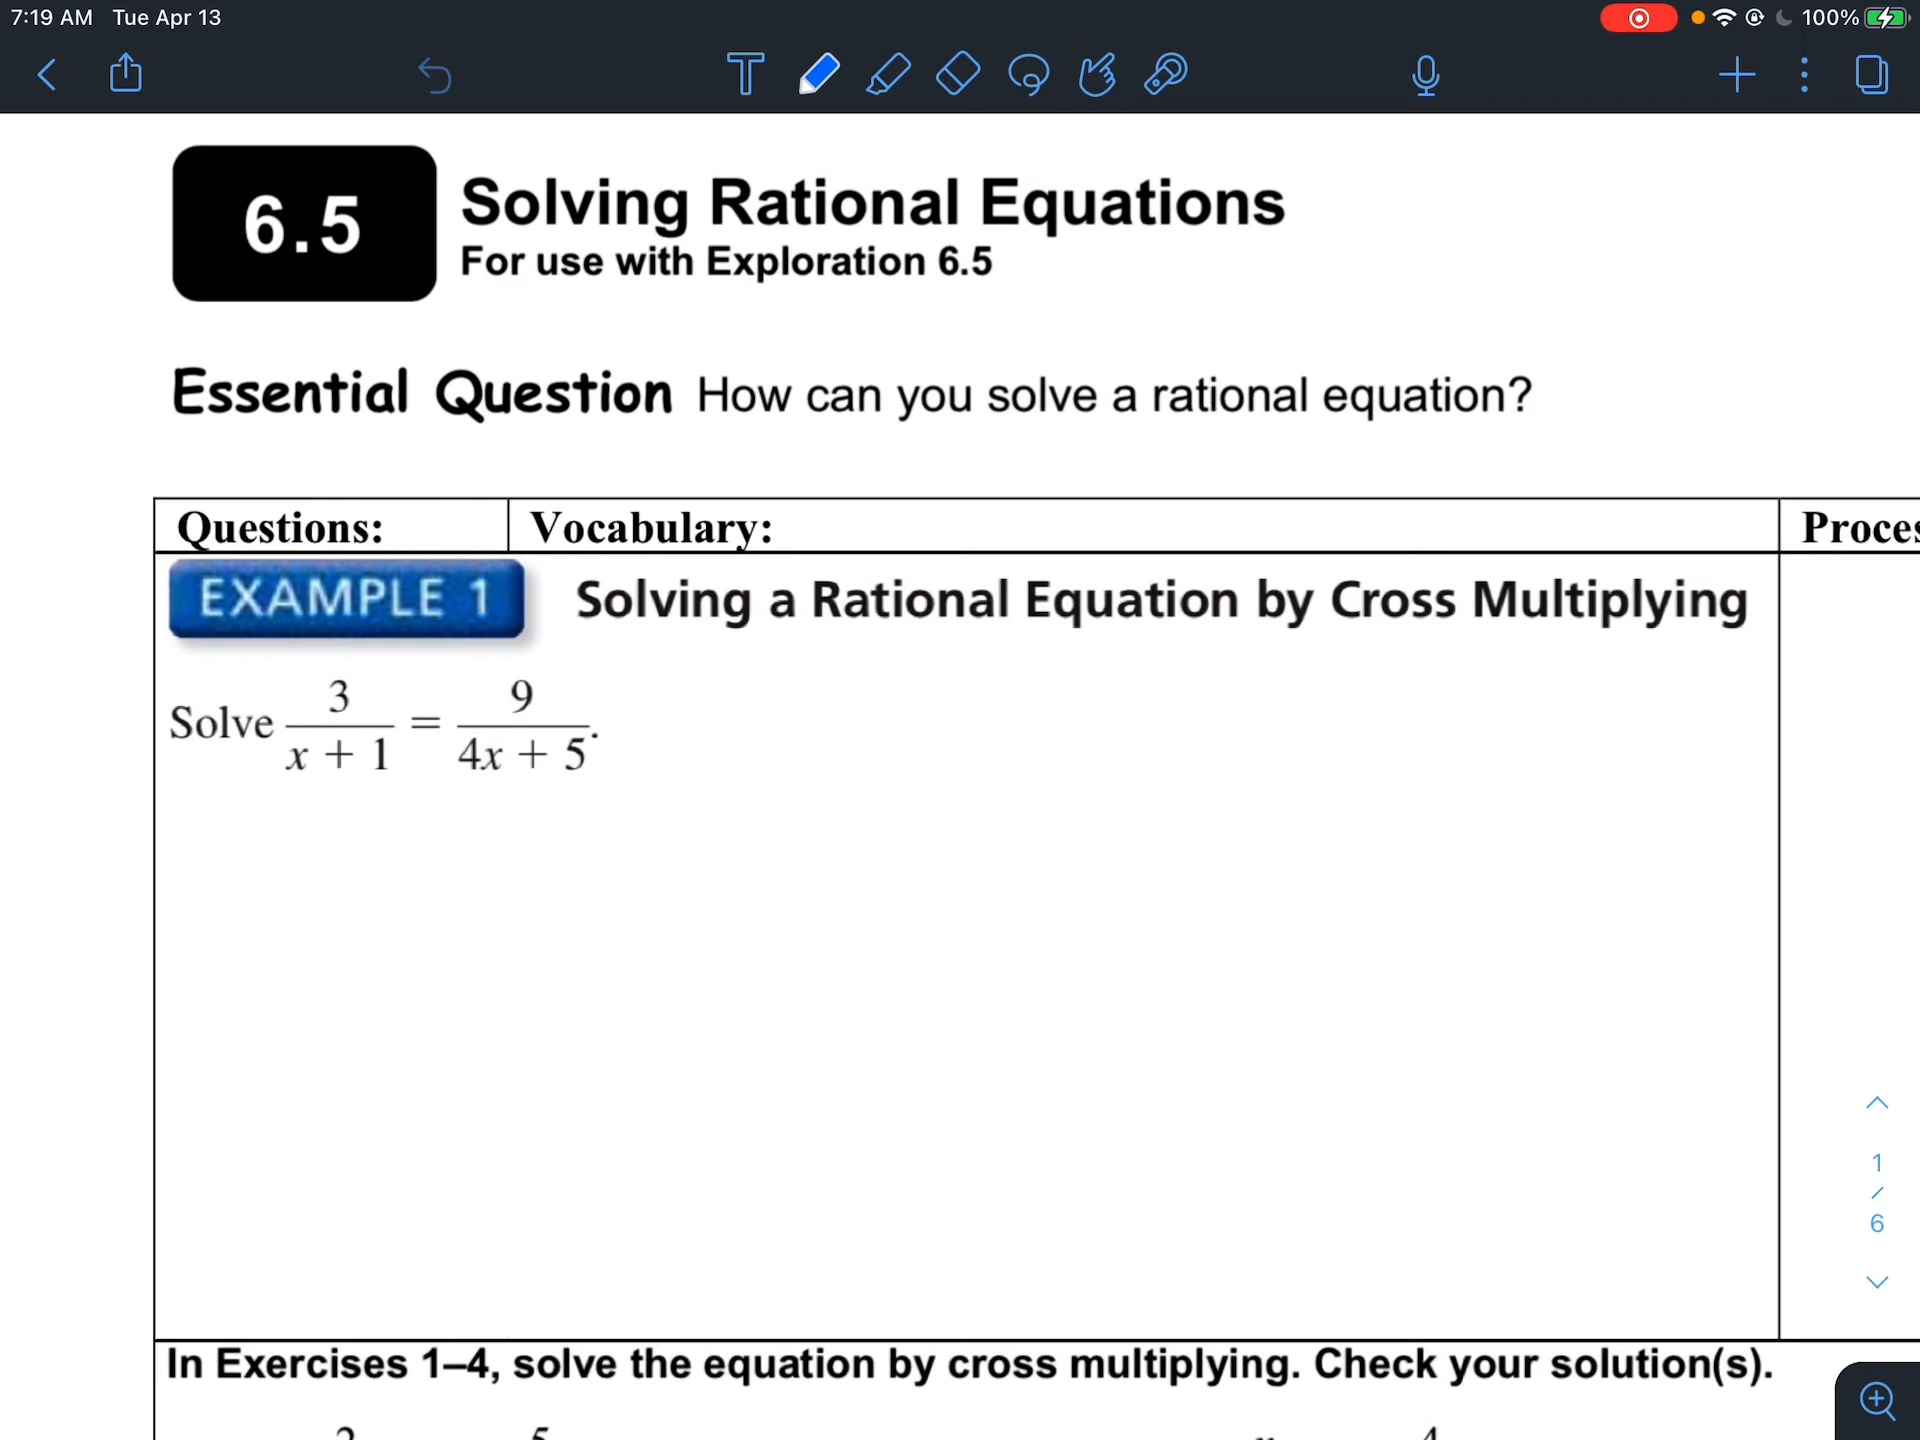 7:19 AM Tue Apr 13
100%
6.5
Solving Rational Equations
For use with Exploration 6.5
Essential Question How can you solve a rational equation?
Questions:
Vocabulary:
EXAMPLE 1 Solving a Rational Equation by Cross Multiplying
Solve 3/(x + 1) = 9/(4x + 5).
1
/
6
In Exercises 1–4, solve the equation by cross multiplying. Check your solution(s).